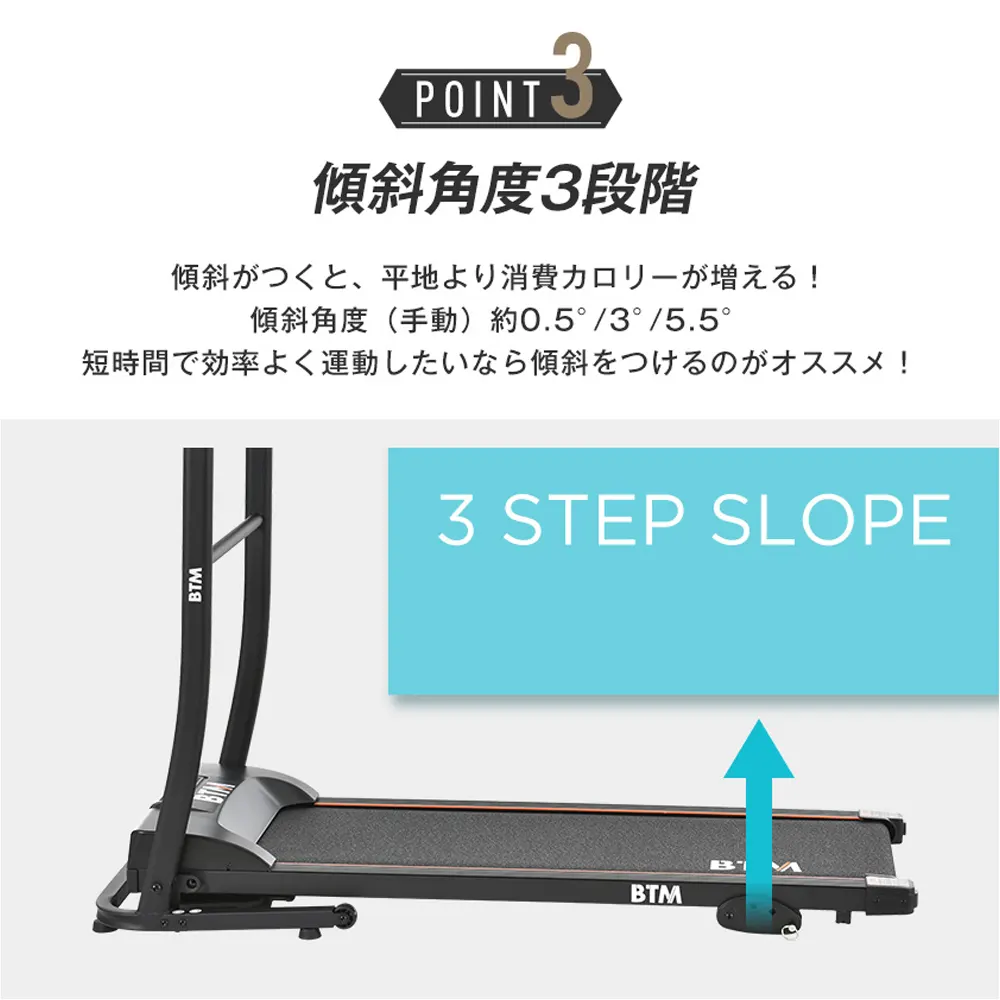 POINT 3
傾斜角度3段階
傾斜がつくと、平地より消費カロリーが増える！
傾斜角度（手動）約0.5°/3°/5.5°
短時間で効率よく運動したいなら傾斜をつけるのがオススメ！
3 STEP SLOPE
BTM
BTM
BTM
BTM